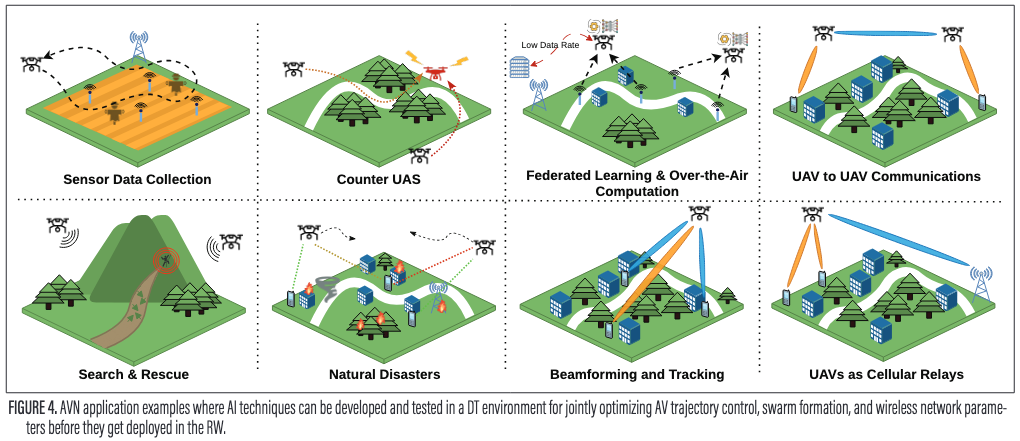 Low Data Rate
Sensor Data Collection
Counter UAS
Federated Learning & Over-the-Air
Computation
UAV to UAV Communications
Search & Rescue
Natural Disasters
Beamforming and Tracking
UAVs as Cellular Relays
FIGURE 4. AVN application examples where AI techniques can be developed and tested in a DT environment for jointly optimizing AV trajectory control, swarm formation, and wireless network parame-
ters before they get deployed in the RW.